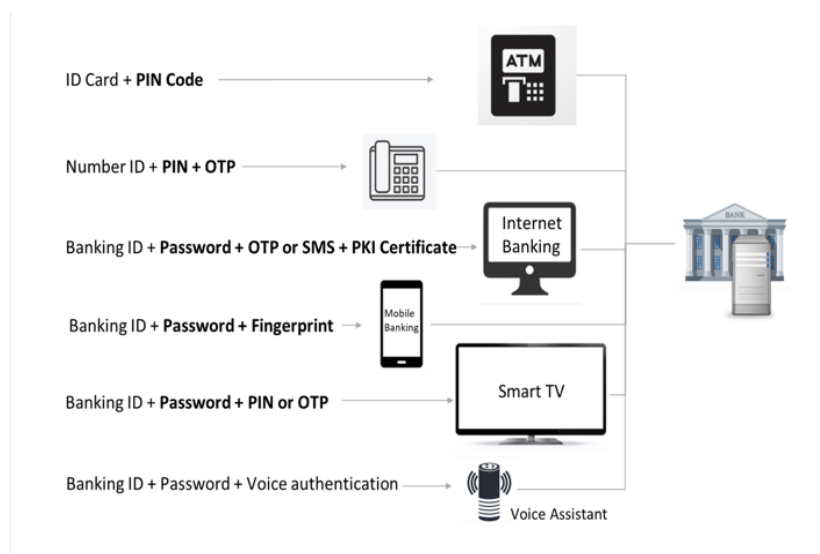 ID Card + PIN Code
ATM
Number ID + PIN + OTP
Banking ID + Password + OTP or SMS + PKI Certificate
Internet
Banking
BANK
Banking ID + Password + Fingerprint
Mobile
Banking
Banking ID + Password + PIN or OTP
Smart TV
Banking ID + Password + Voice authentication
Voice Assistant